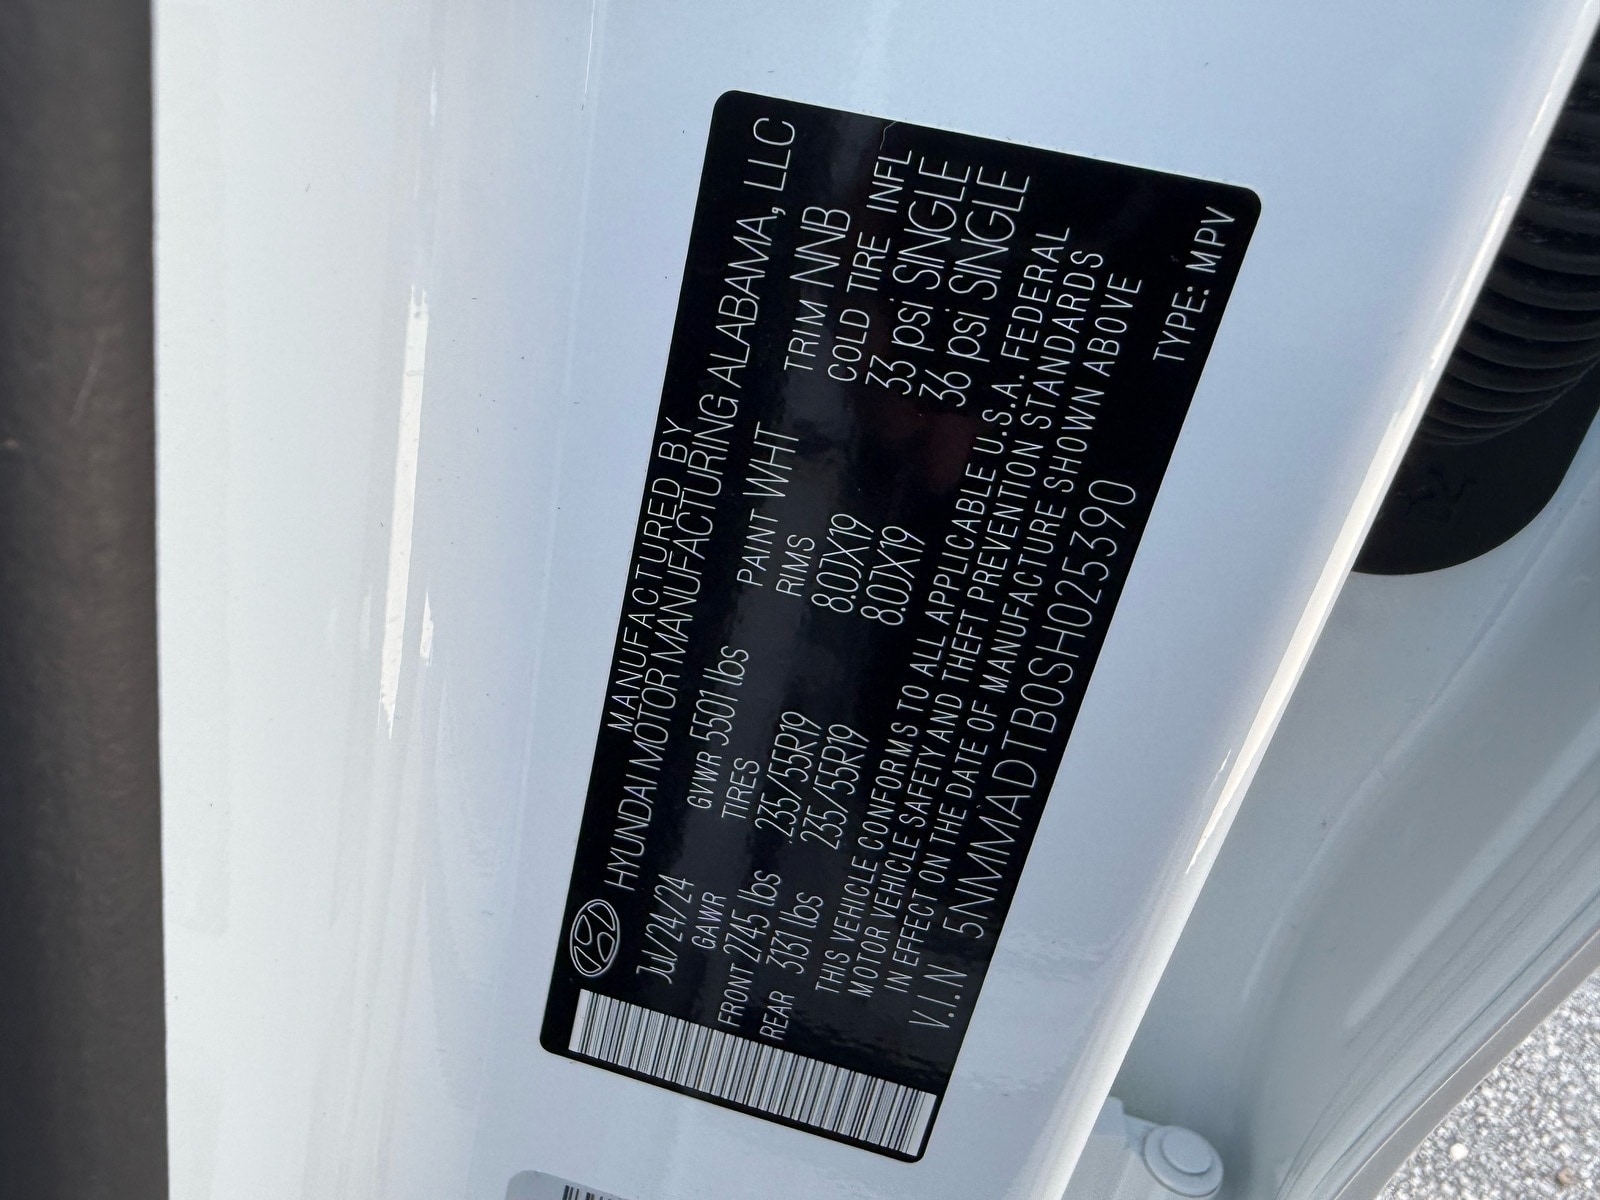 MANUFACTURED BY
HYUNDAI MOTOR MANUFACTURING ALABAMA, LLC
Jul/24/24 GVWR 5501 lbs PAINT WHT TRIM NNB
GAWR TIRES RIMS COLD TIRE INFL
FRONT 2745 lbs 235/55R19 8.0JX19 33 psi SINGLE
REAR 3131 lbs 235/55R19 8.0JX19 36 psi SINGLE
THIS VEHICLE CONFORMS TO ALL APPLICABLE U.S.A. FEDERAL
MOTOR VEHICLE SAFETY AND THEFT PREVENTION STANDARDS
IN EFFECT ON THE DATE OF MANUFACTURE SHOWN ABOVE
V.I.N 5NMMADTB0SH025390
TYPE: MPV